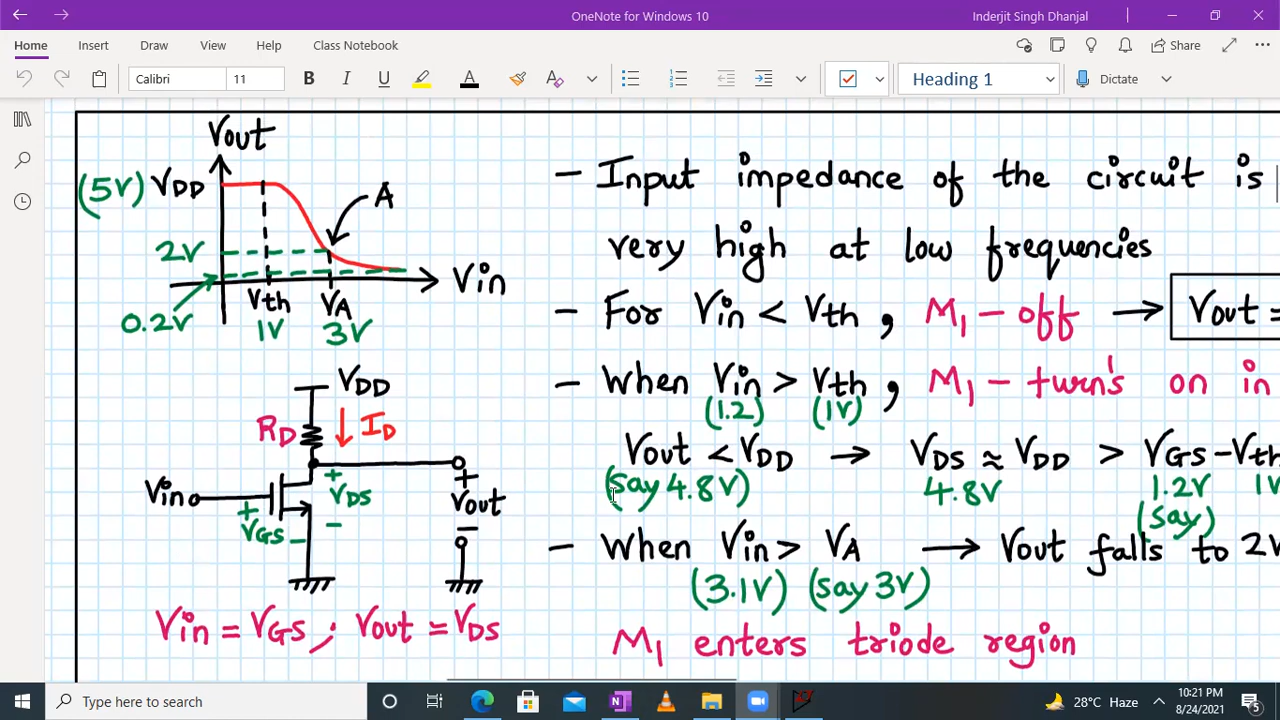 OneNote for Windows 10
Inderjit Singh Dhanjal
Home Insert Draw View Help Class Notebook Share
Calibri 11 B I U A Heading 1 Dictate
Vout
(5V) VDD
A
2V
Vin
Vth VA
0.2V 1V 3V
VDD
RD ID
Vin + VGS - + VDS - + Vout -
Vin = VGS ; Vout = VDS
- Input impedance of the circuit is
very high at low frequencies
- For Vin < Vth , M1 - off → Vout =
- When Vin > Vth , M1 - turn's on in
(1.2) (1V)
Vout < VDD → VDS ≈ VDD > VGS - Vth
(say 4.8V) 4.8V 1.2V 1V
(say)
- When Vin > VA → Vout falls to 2V
(3.1V) (say 3V)
M1 enters triode region
Type here to search
28°C Haze
10:21 PM
8/24/2021
5